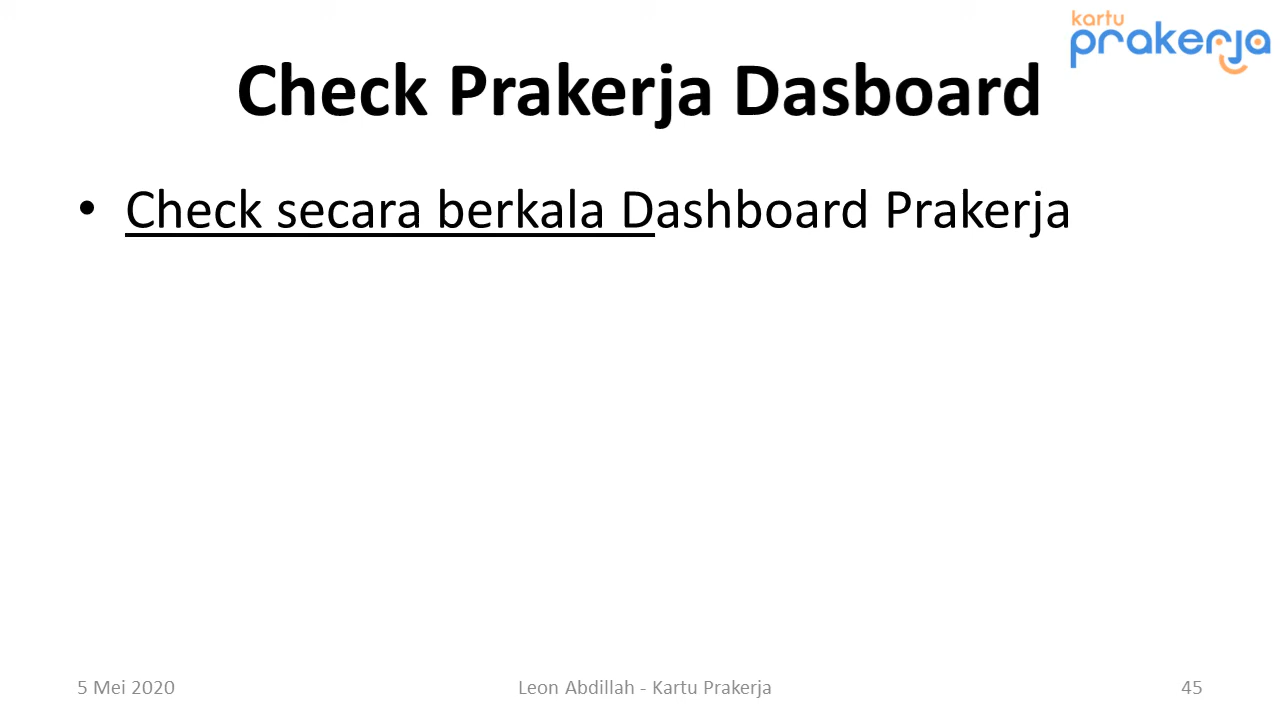 kartu
prakerja
Check Prakerja Dasboard
• Check secara berkala Dashboard Prakerja
5 Mei 2020
Leon Abdillah - Kartu Prakerja
45